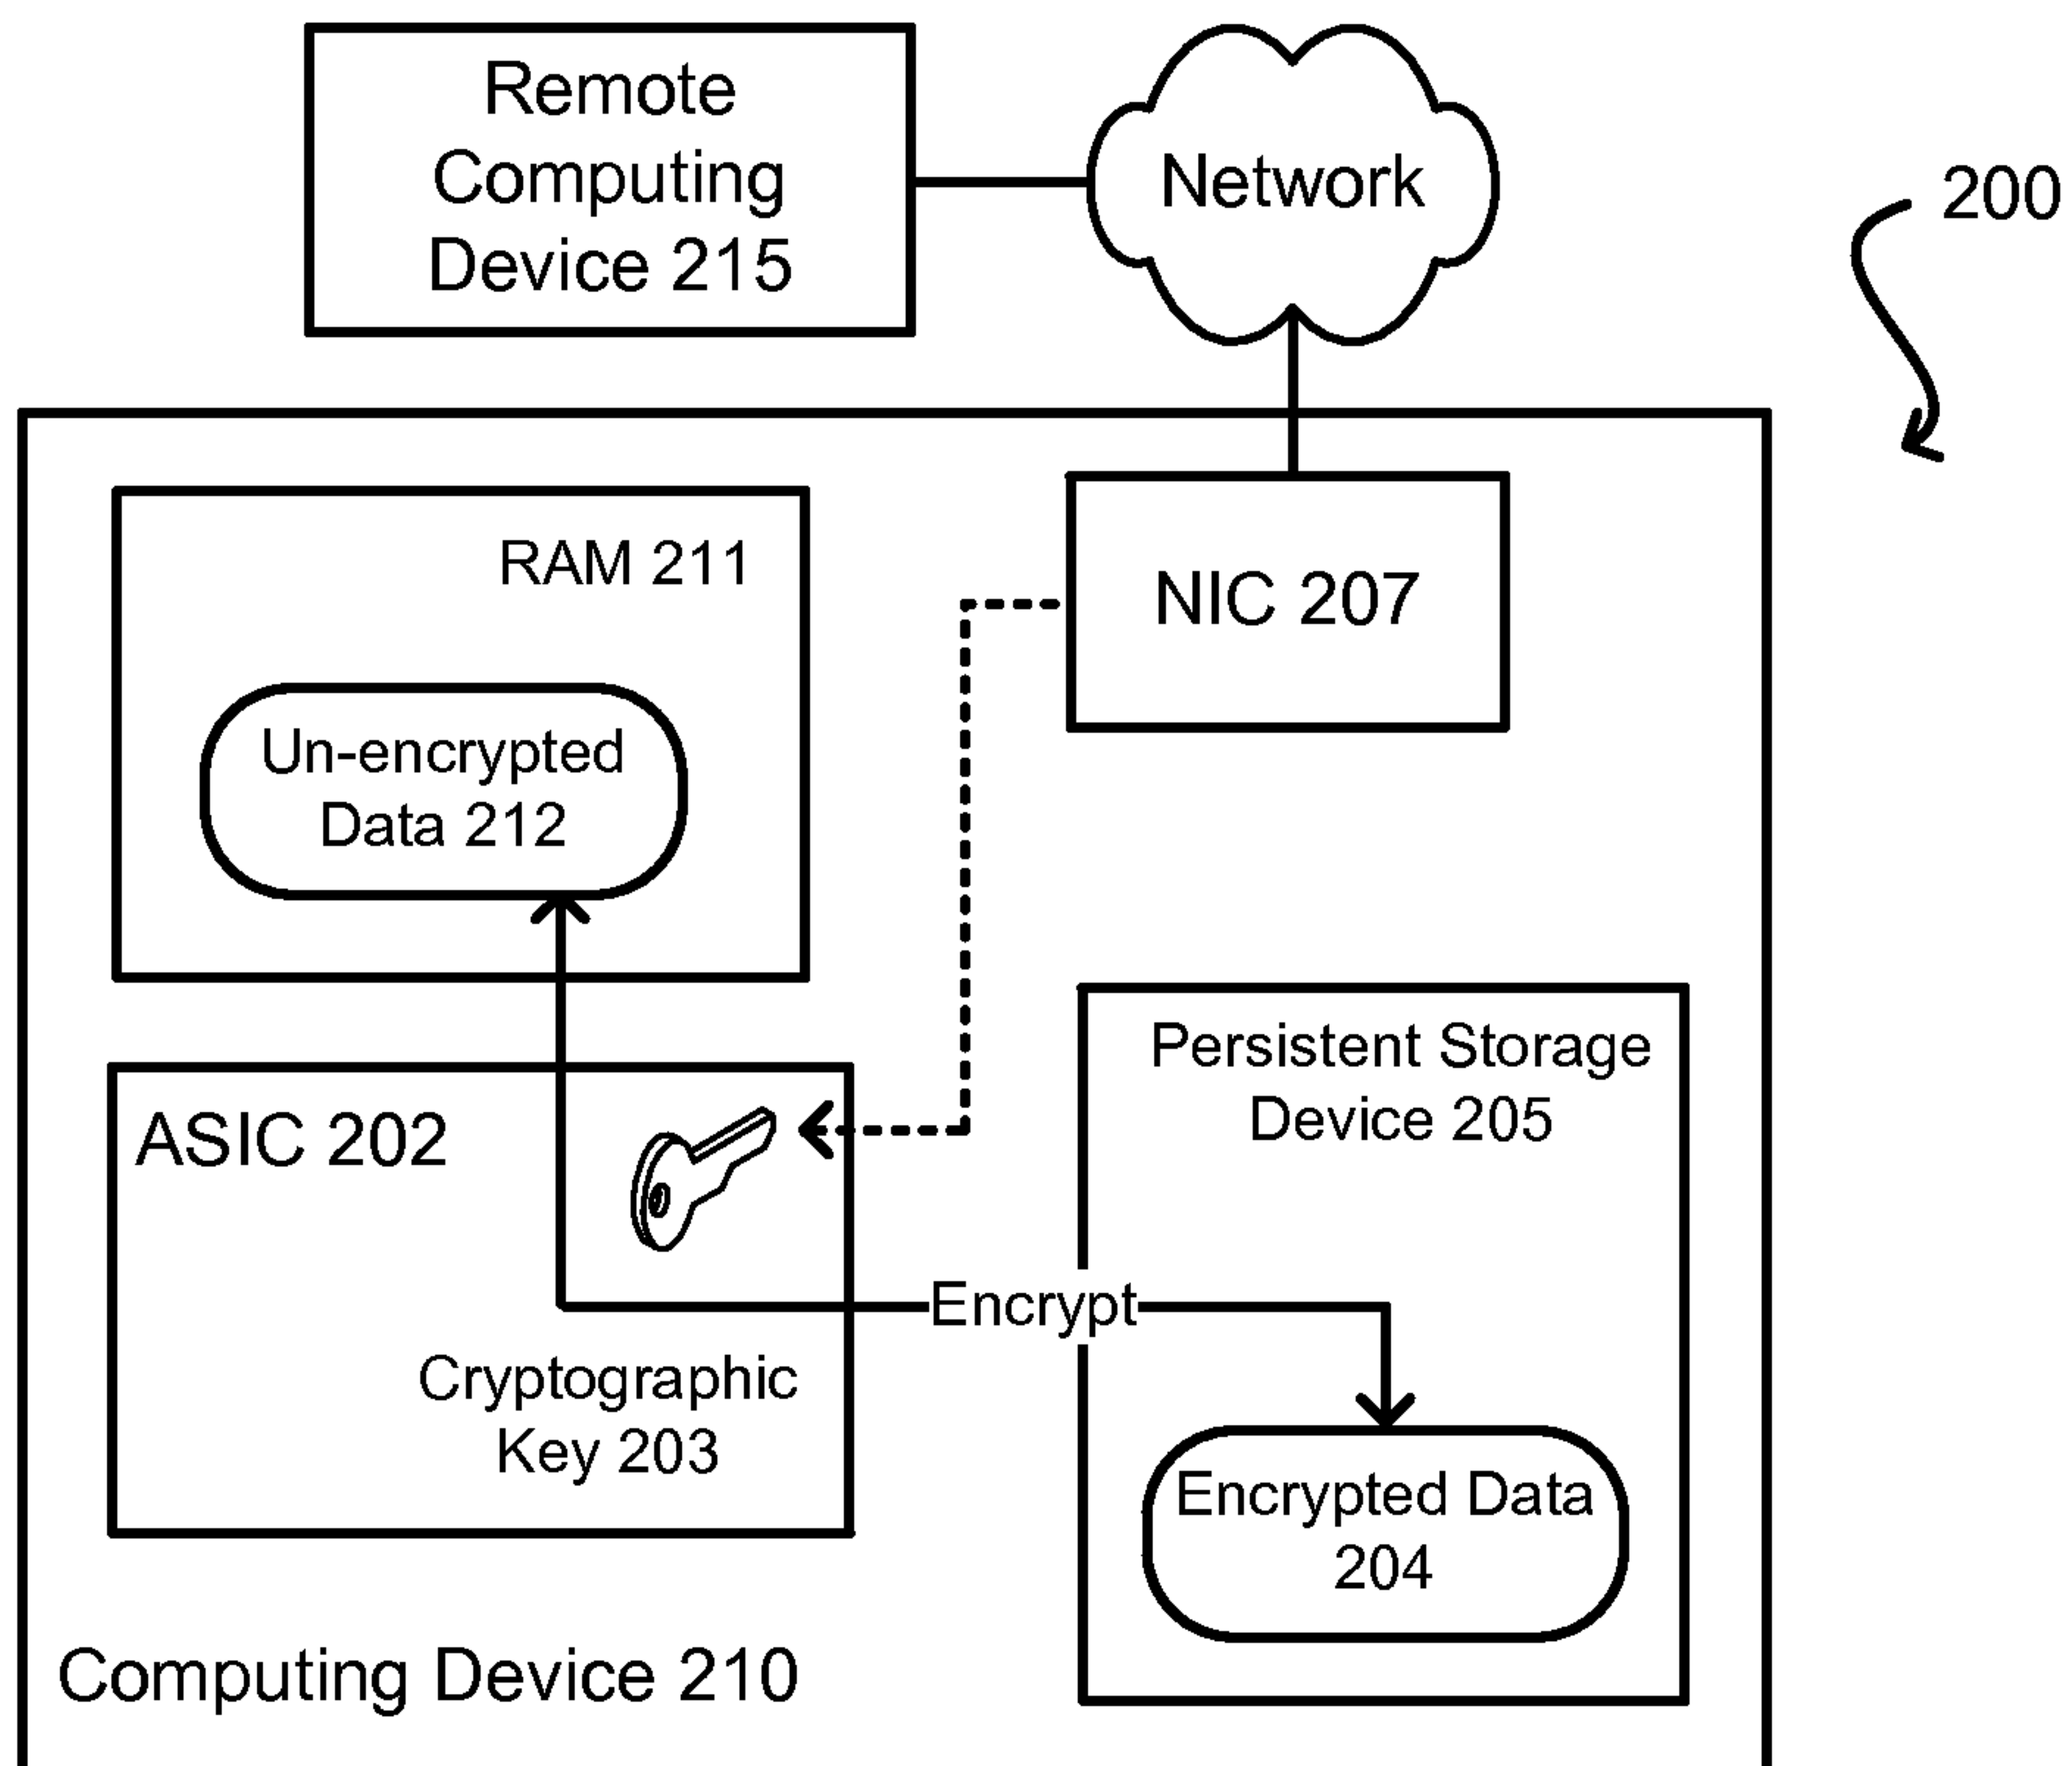 Remote
Computing
Device 215
Network
200
RAM 211
NIC 207
Un-encrypted
Data 212
Persistent Storage
Device 205
ASIC 202
Encrypt
Cryptographic
Key 203
Encrypted Data
204
Computing Device 210